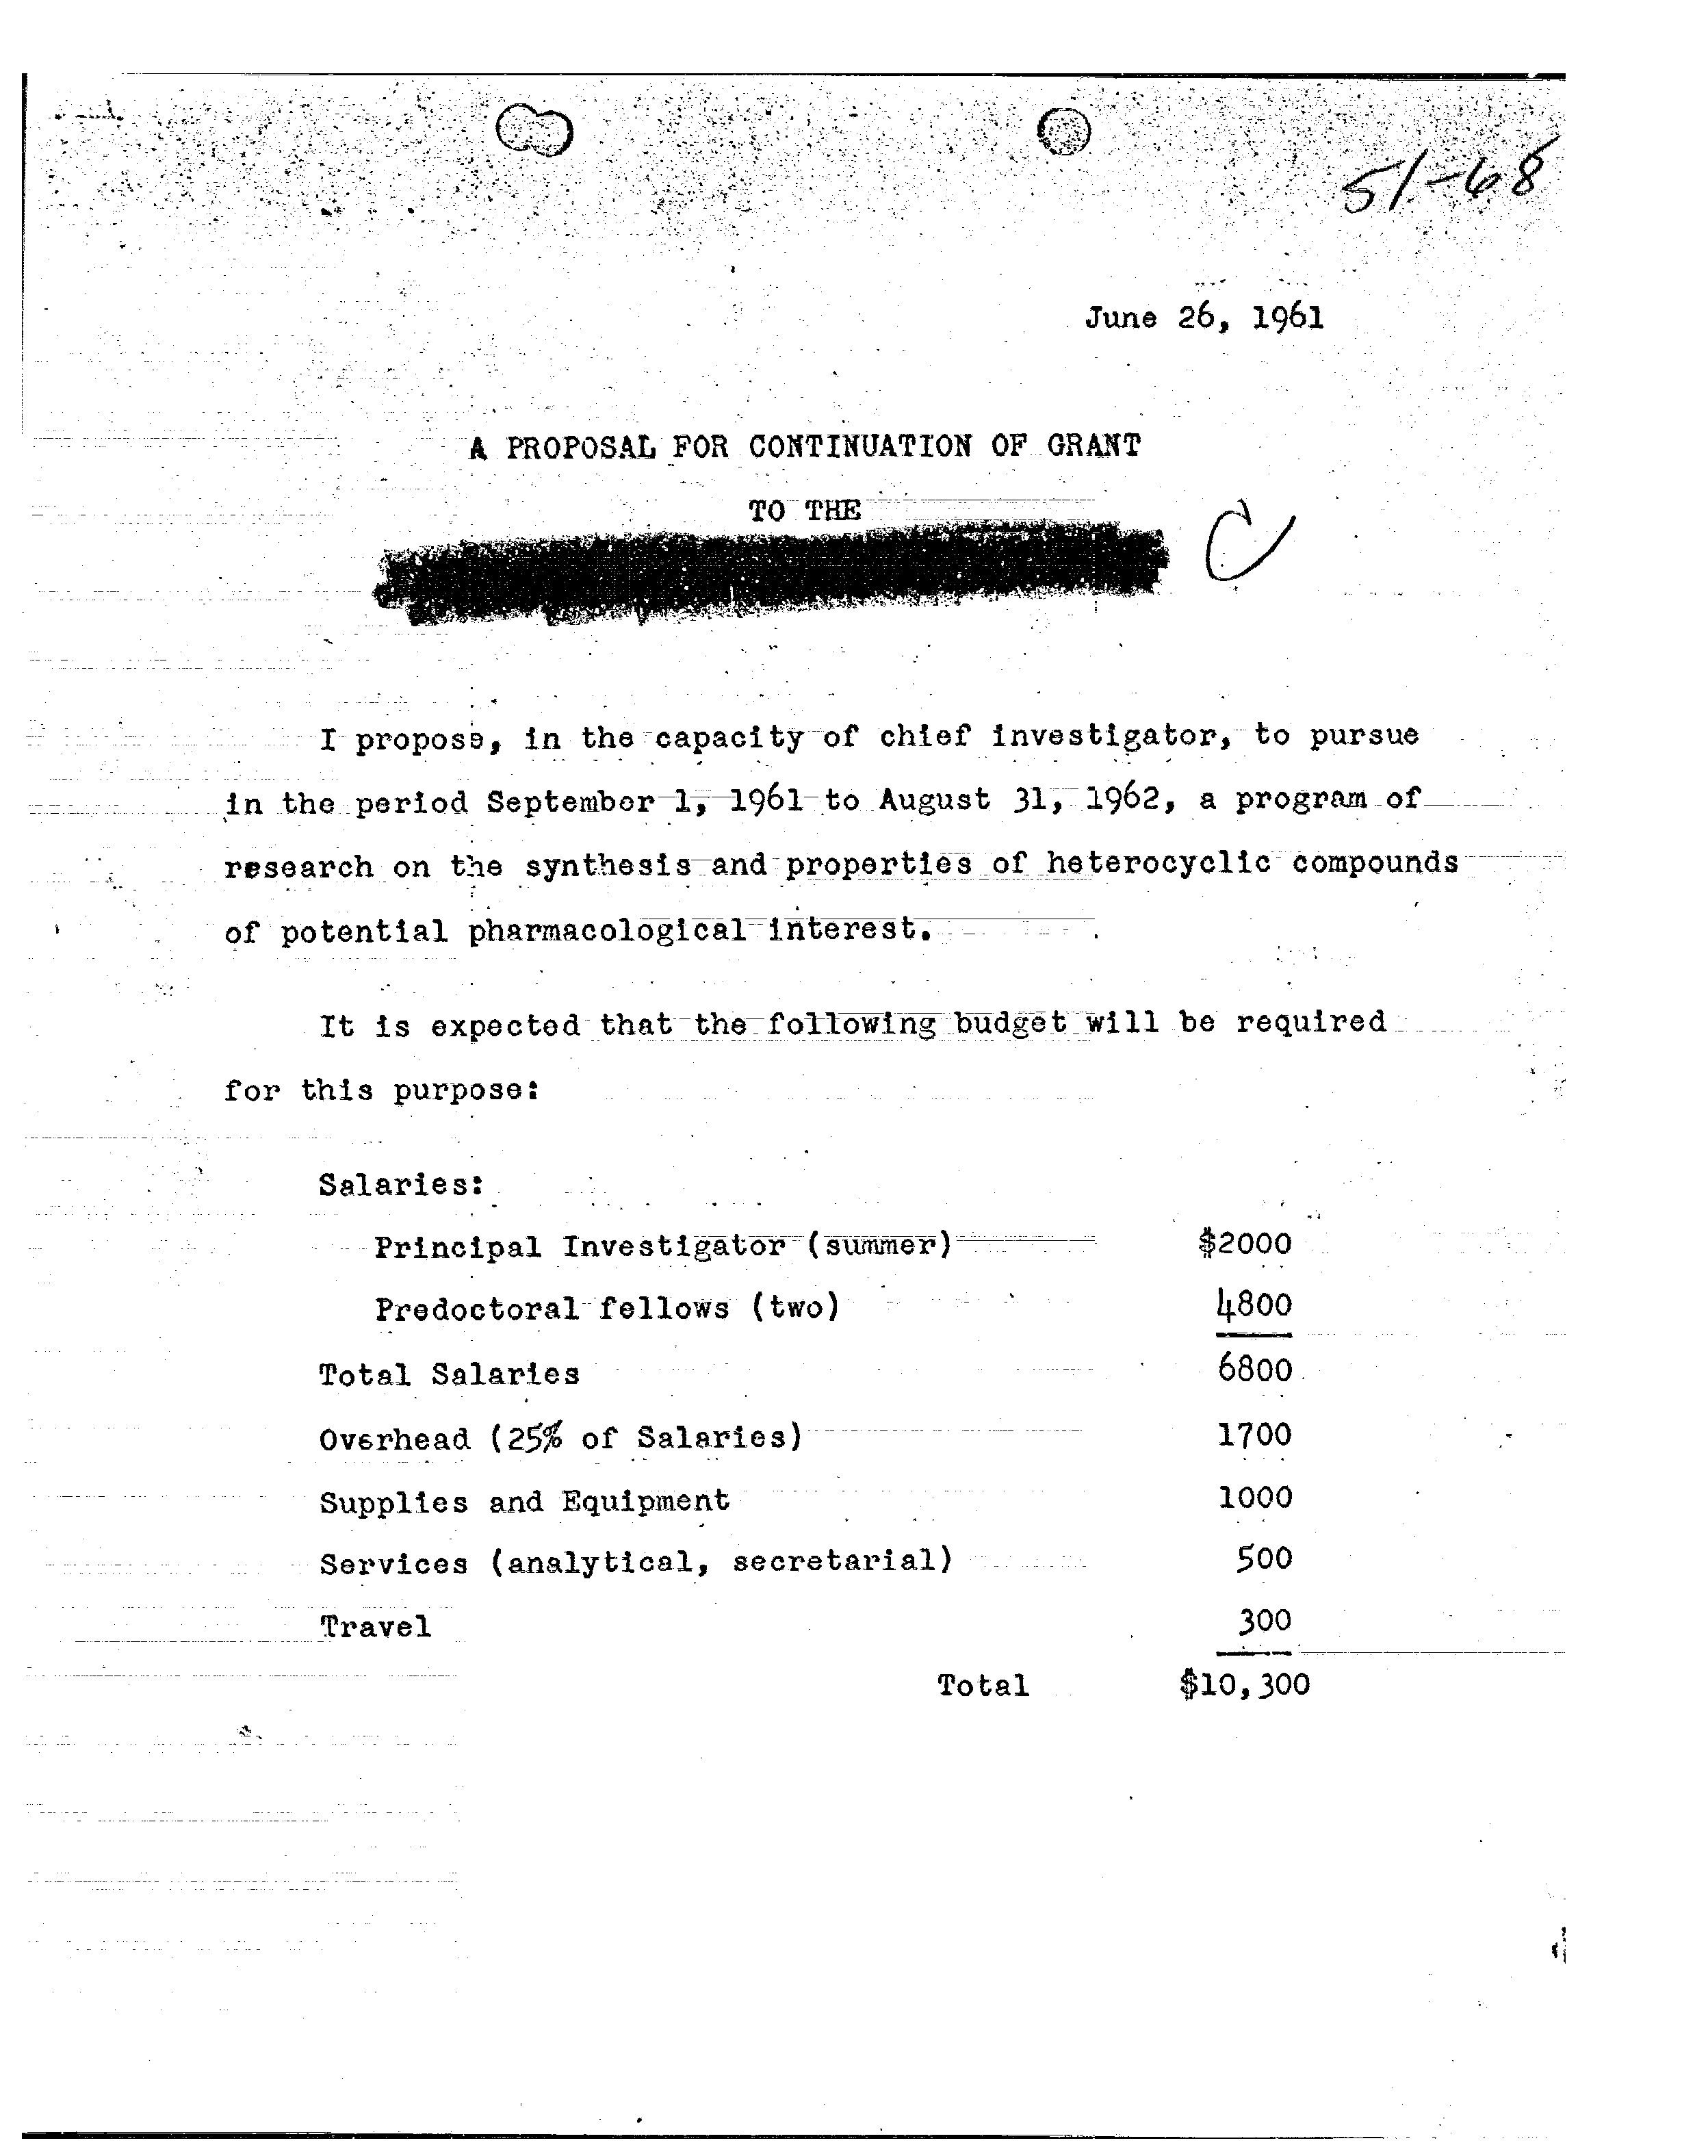 51-68
June 26, 1961
A PROPOSAL FOR CONTINUATION OF GRANT
TO THE
C
I propose, in the capacity of chief investigator, to pursue
in the period September 1, 1961 to August 31, 1962, a program of
research on the synthesis and properties of heterocyclic compounds
of potential pharmacological interest.
It is expected that the following budget will be required
for this purpose:
Salaries:
Principal Investigator (summer) $2000
Predoctoral fellows (two) 4800
Total Salaries 6800
Overhead (25% of Salaries) 1700
Supplies and Equipment 1000
Services (analytical, secretarial) 500
Travel 300
Total $10,300